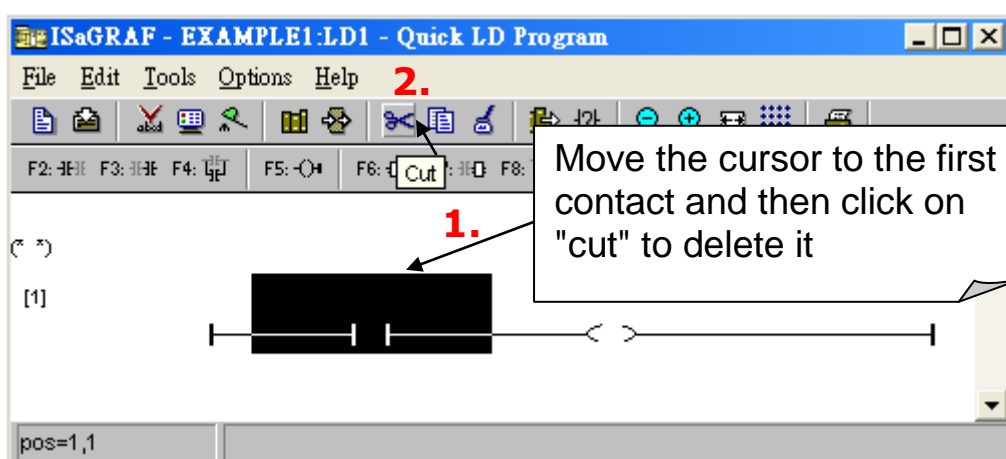 ISaGRAF - EXAMPLE1:LD1 - Quick LD Program
File Edit Tools Options Help
2.
F2: F3: F4: F5: F6: F8:
Cut
Move the cursor to the first
contact and then click on
"cut" to delete it
1.
(* *)
[1]
pos=1,1